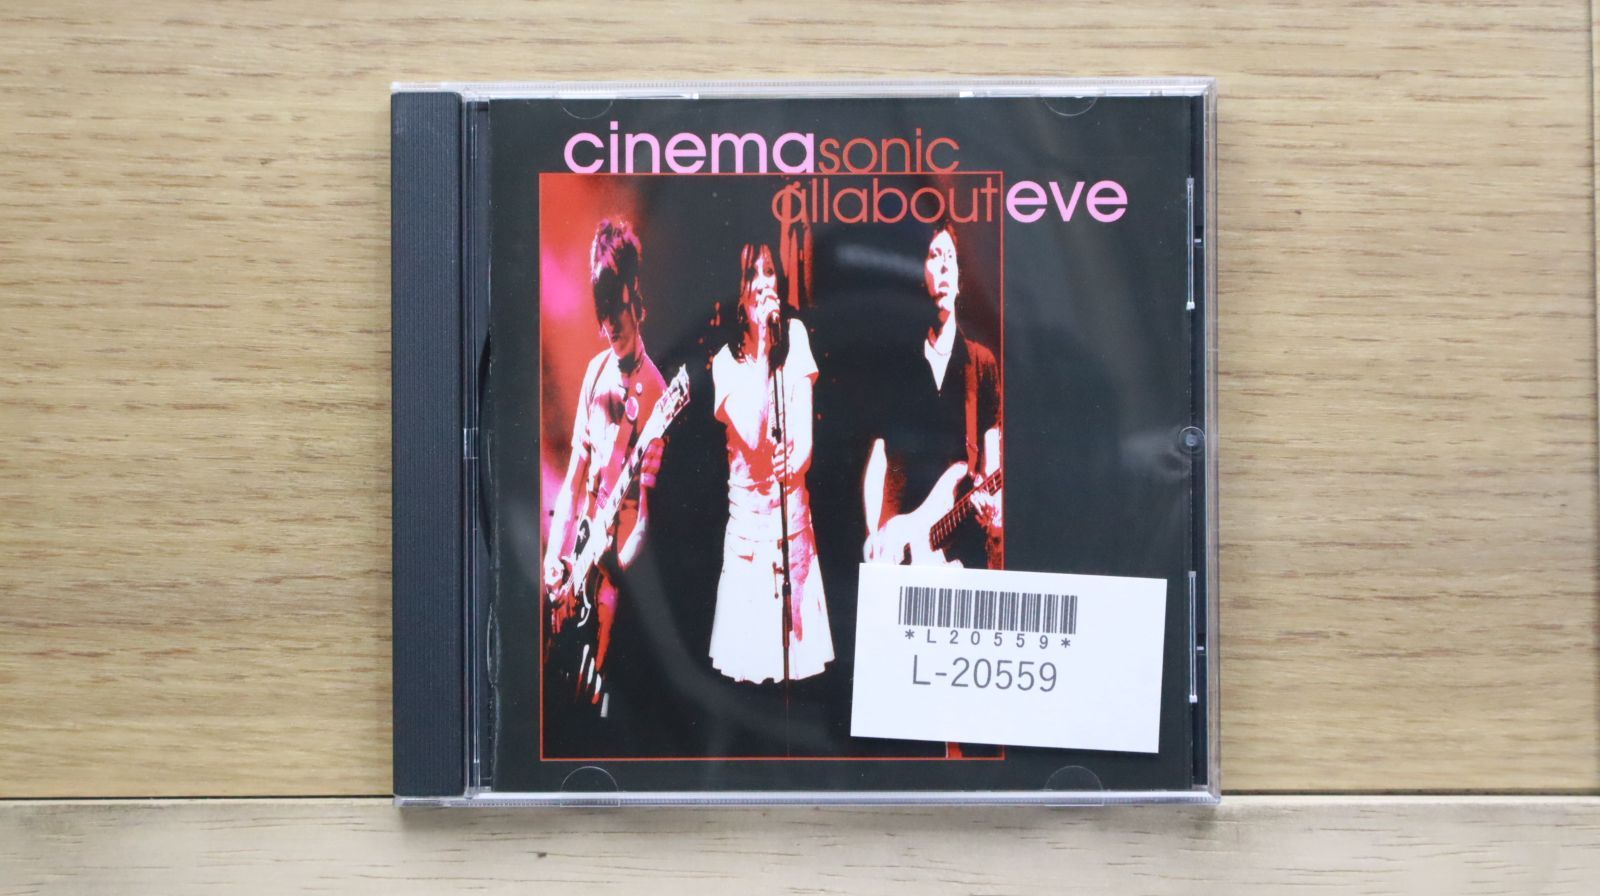 cinemasonic
allabouteve
*L20559*
L-20559